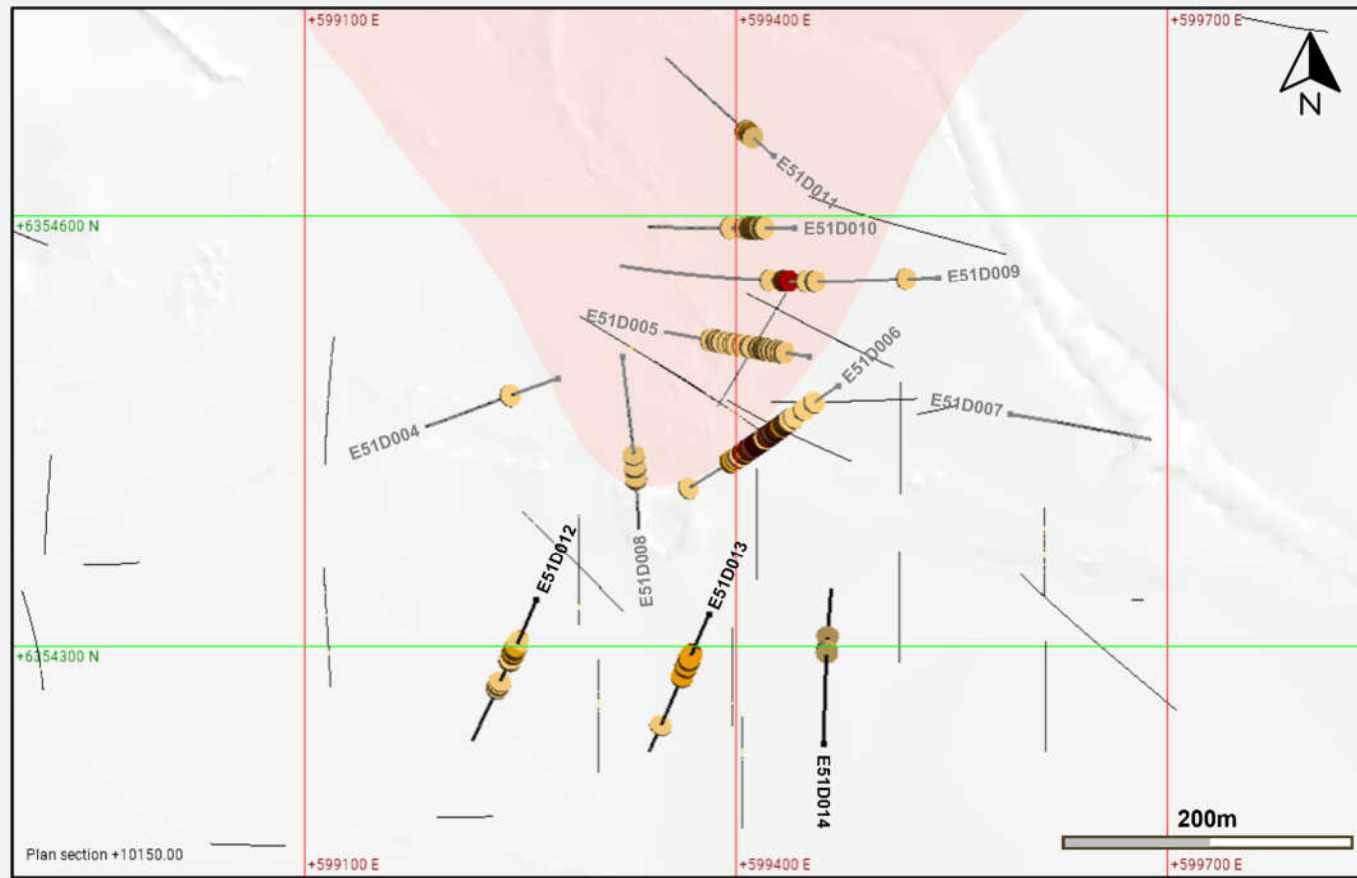 +599100 E
+599400 E
+599700 E
N
E51D011
+6354600 N
E51D010
E51D009
E51D005
E51D006
E51D007
E51D004
E51D012
E51D008
E51D013
+6354300 N
E51D014
200m
Plan section +10150.00
+599100 E
+599400 E
+599700 E